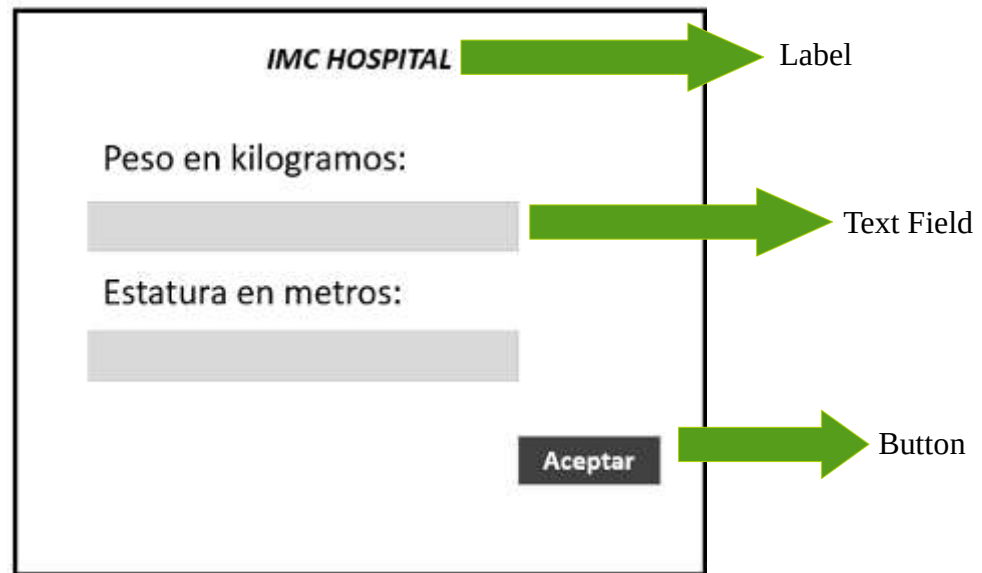 IMC HOSPITAL
Label
Peso en kilogramos:
Text Field
Estatura en metros:
Button
Aceptar